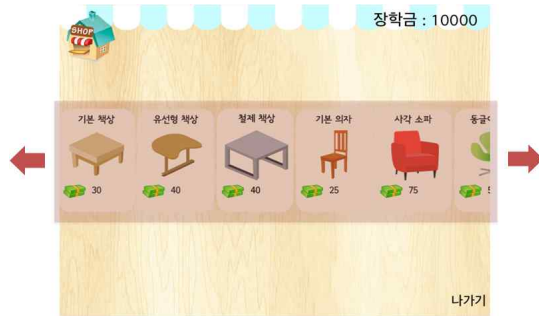 SHOP
장학금 : 10000
기본 책상
유선형 책상
철제 책상
기본 의자
사각 소파
30
40
40
25
75
나가기